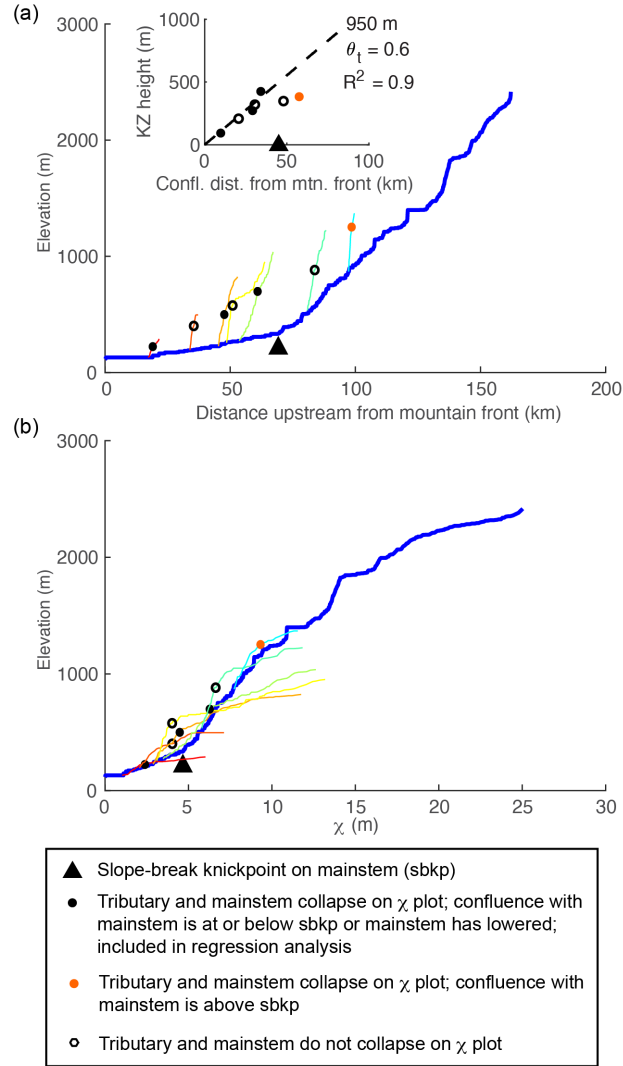 (a)
3000
2000
1000
0
Elevation (m)
1000
500
0
KZ height (m)
0 50 100
Confl. dist. from mtn. front (km)
950 m
θt = 0.6
R2 = 0.9
0 50 100 150 200
Distance upstream from mountain front (km)
(b)
3000
2000
1000
0
Elevation (m)
0 5 10 15 20 25 30
χ (m)
Slope-break knickpoint on mainstem (sbkp)
Tributary and mainstem collapse on χ plot; confluence with
mainstem is at or below sbkp or mainstem has lowered;
included in regression analysis
Tributary and mainstem collapse on χ plot; confluence with
mainstem is above sbkp
Tributary and mainstem do not collapse on χ plot